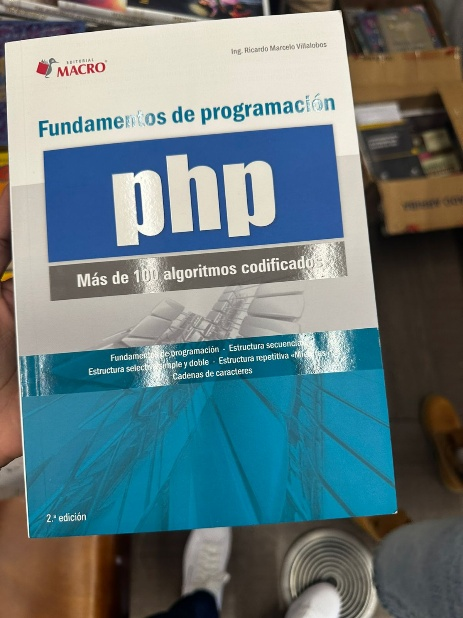 EDITORIAL
MACRO
Ing. Ricardo Marcelo Villalobos
Fundamentos de programación
php
Más de 100 algoritmos codificados
Fundamentos de programación - Estructura secuencial
Estructura selectiva simple y doble - Estructura repetitiva «Mientras»
Cadenas de caracteres
2.ª edición